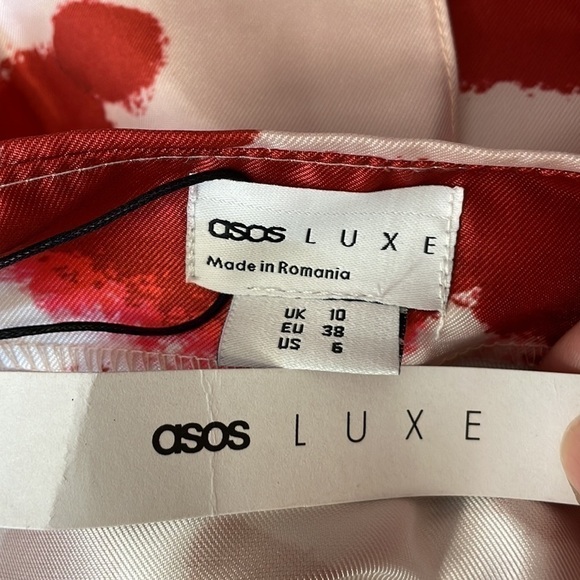 asos LUXE
Made in Romania
UK 10
EU 38
US 6
asos LUXE